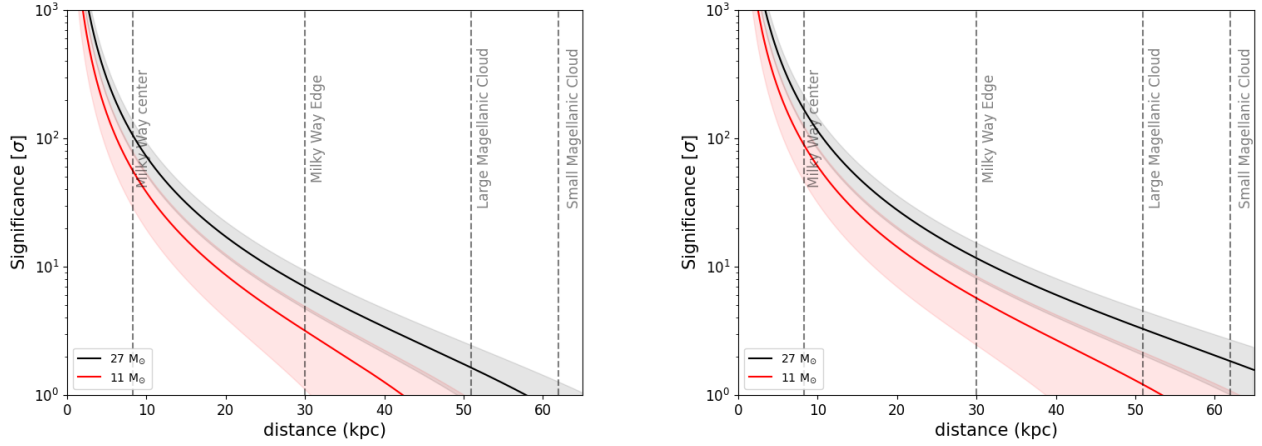 10³
10²
10¹
10⁰
Significance [σ]
0
10
20
30
40
50
60
distance (kpc)
Milky Way center
Milky Way Edge
Large Magellanic Cloud
Small Magellanic Cloud
27 M⊙
11 M⊙
10³
10²
10¹
10⁰
Significance [σ]
0
10
20
30
40
50
60
distance (kpc)
Milky Way center
Milky Way Edge
Large Magellanic Cloud
Small Magellanic Cloud
27 M⊙
11 M⊙